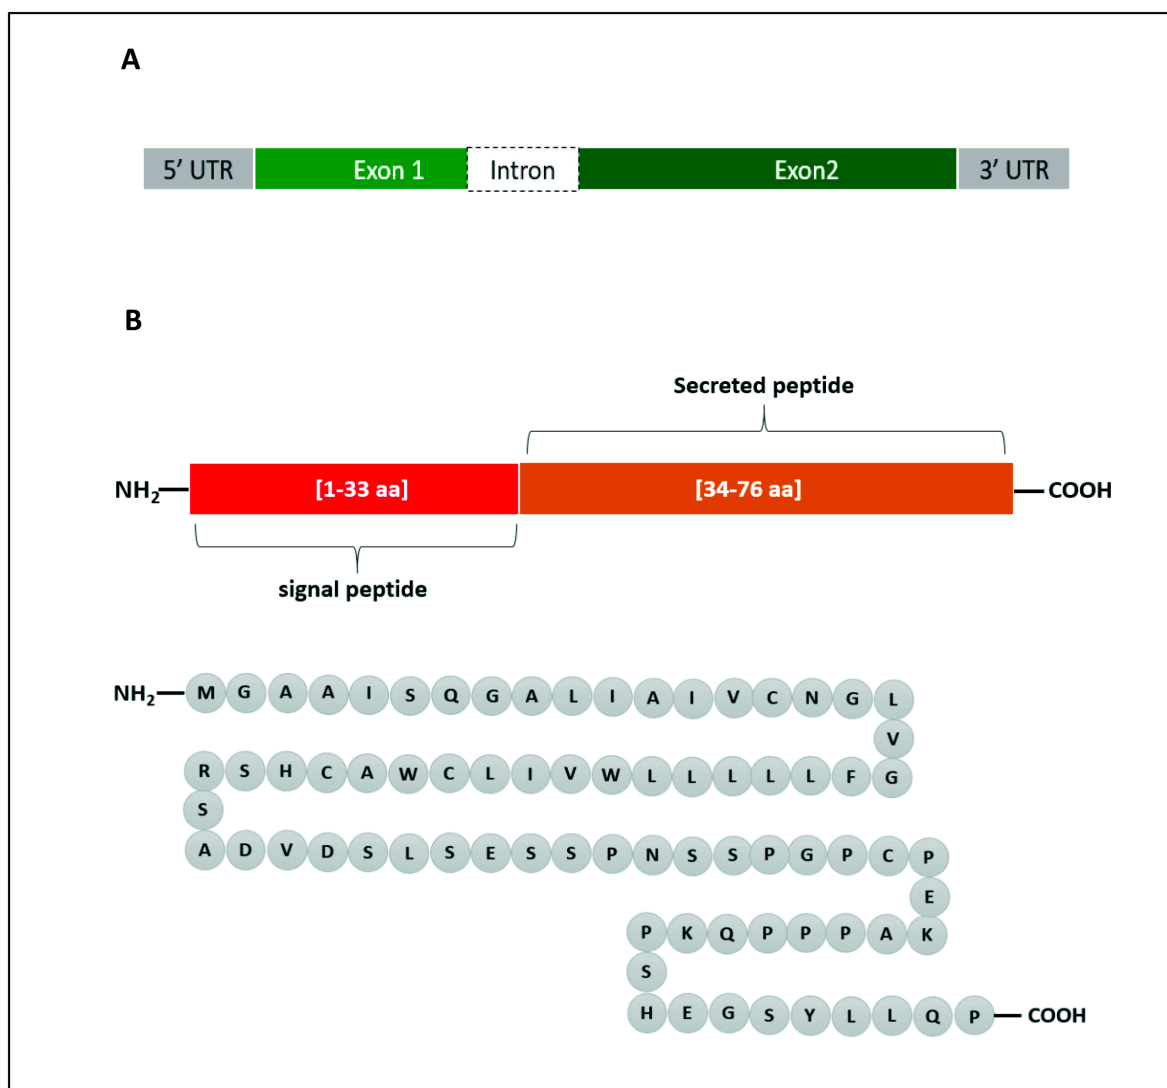 A
5' UTR Exon 1 Intron Exon2 3' UTR
B
Secreted peptide
NH2 [1-33 aa] [34-76 aa] COOH
signal peptide
NH2 M G A A I S Q G A L I A I V C N G L
V
R S H C A W C L I V W L L L L L F G
S
A D V D S L S E S S P N S S P G P C P
E
P K Q P P P A K
S
H E G S Y L L Q P COOH